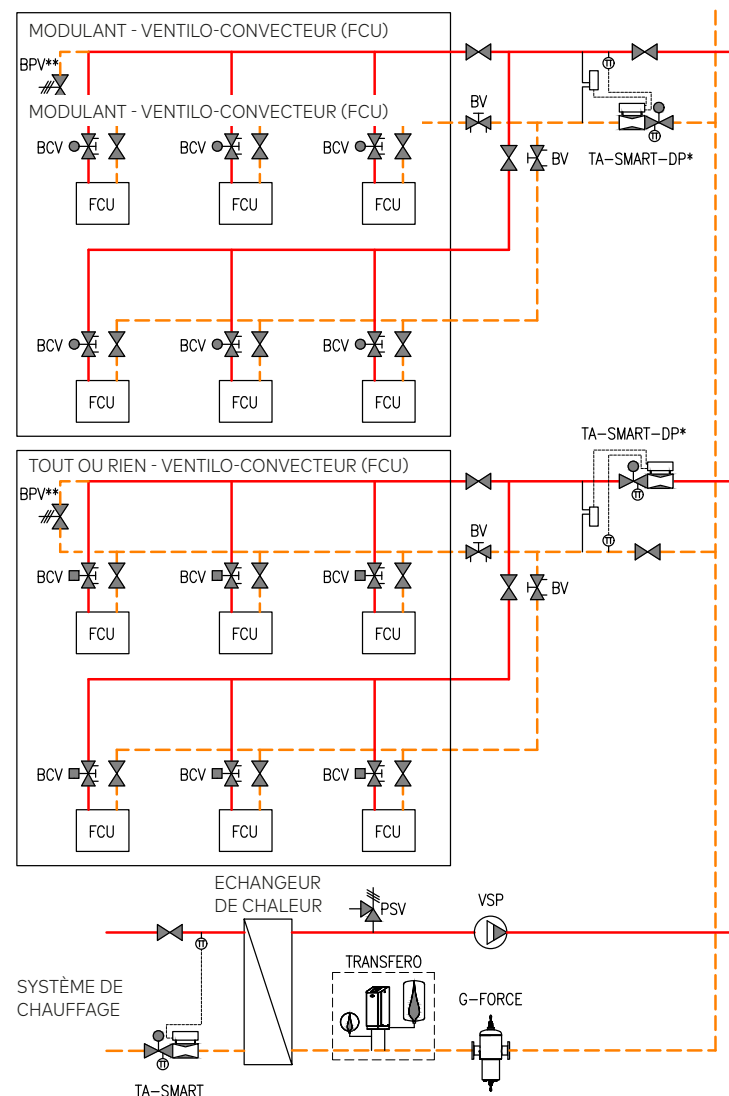 MODULANT - VENTILO-CONVECTEUR (FCU)
BPV**
MODULANT - VENTILO-CONVECTEUR (FCU)
BV
BCV
BCV
BCV
BV
TA-SMART-DP*
FCU
FCU
FCU
BCV
BCV
BCV
FCU
FCU
FCU
TA-SMART-DP*
TOUT OU RIEN - VENTILO-CONVECTEUR (FCU)
BPV**
BV
BCV
BCV
BCV
BV
FCU
FCU
FCU
BCV
BCV
BCV
FCU
FCU
FCU
ECHANGEUR
DE CHALEUR
PSV
VSP
TRANSFERO
SYSTÈME DE
CHAUFFAGE
G-FORCE
TA-SMART